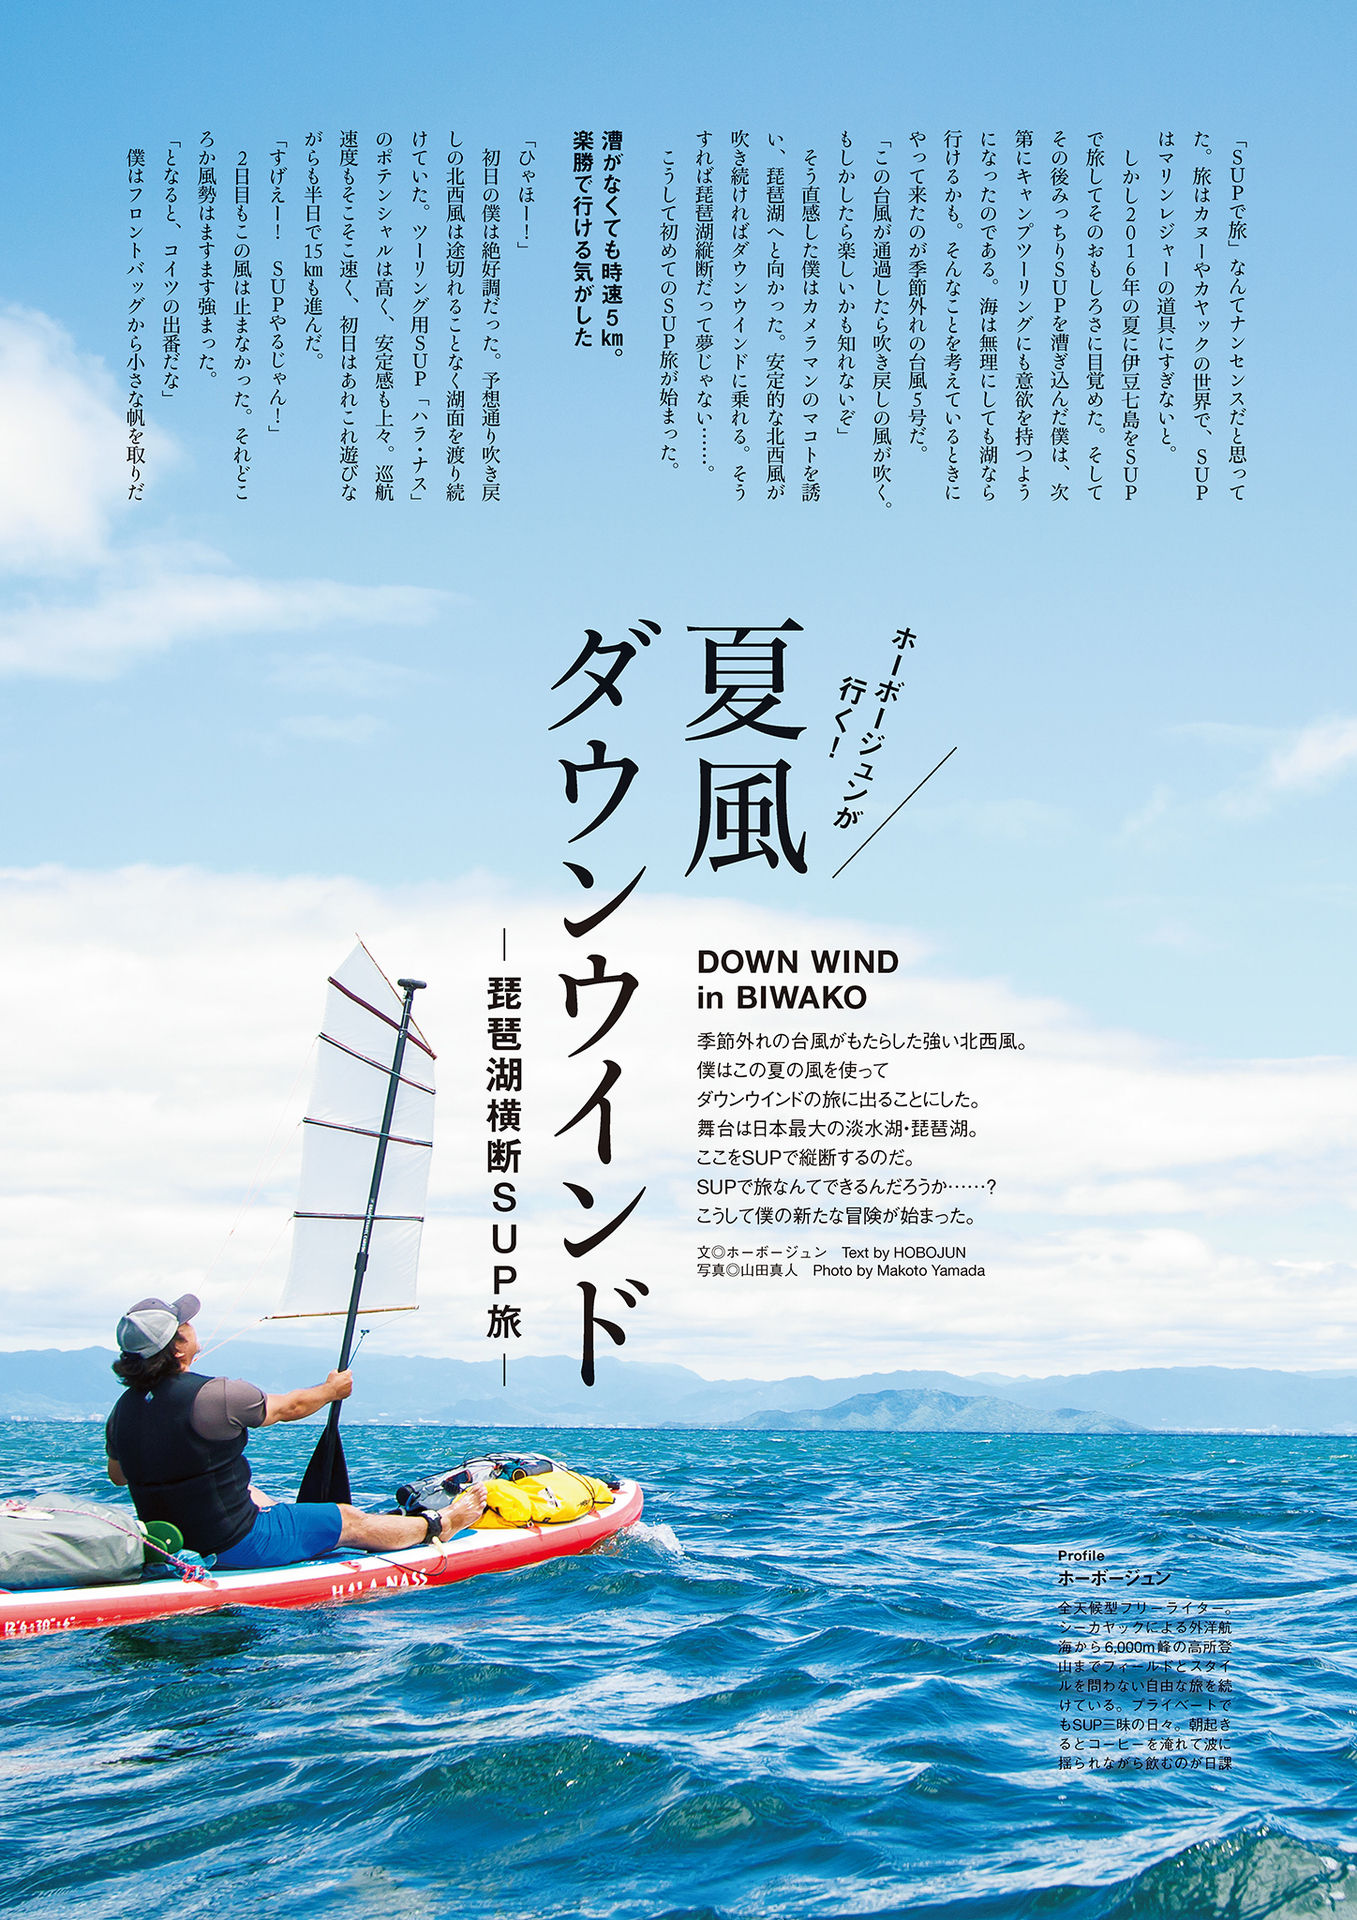 「SUPで旅」なんてナンセンスだと思って
た。旅はカヌーやカヤックの世界で、SUP
はマリンレジャーの道具にすぎないと。
しかし2016年の夏に伊豆七島をSUP
で旅してそのおもしろさに目覚めた。そして
その後みっちりSUPを漕ぎ込んだ僕は、次
第にキャンプツーリングにも意欲を持つよう
になったのである。海は無理にしても湖なら
行けるかも。そんなことを考えているときに
やって来たのが季節外れの台風5号だ。
「この台風が通過したら吹き戻しの風が吹く。
もしかしたら楽しいかも知れないぞ」
そう直感した僕はカメラマンのマコトを誘
い、琵琶湖へと向かった。安定的な北西風が
吹き続ければダウンウインドに乗れる。そう
すれば琵琶湖縦断だって夢じゃない……。
こうして初めてのSUP旅が始まった。
漕がなくても時速5㎞。
楽勝で行ける気がした
「ひゃほー!」
初日の僕は絶好調だった。予想通り吹き戻
しの北西風は途切れることなく湖面を渡り続
けていた。ツーリング用SUP「ハラ・ナス」
のポテンシャルは高く、安定感も上々。巡航
速度もそこそこ速く、初日はあれこれ遊びな
がらも半日で15㎞も進んだ。
「すげえー! SUPやるじゃん!」
2日目もこの風は止まなかった。それどこ
ろか風勢はますます強まった。
「となると、コイツの出番だな」
僕はフロントバッグから小さな帆を取りだ
ホーボージュンが
行く!
夏風
ダウンウインド
―琵琶湖横断SUP旅―
DOWN WIND
in BIWAKO
季節外れの台風がもたらした強い北西風。
僕はこの夏の風を使って
ダウンウインドの旅に出ることにした。
舞台は日本最大の淡水湖・琵琶湖。
ここをSUPで縦断するのだ。
SUPで旅なんてできるんだろうか……?
こうして僕の新たな冒険が始まった。
文◎ホーボージュン Text by HOBOJUN
写真◎山田真人 Photo by Makoto Yamada
HALA NASS
12'6"×30"×6"
Profile
ホーボージュン
全天候型フリーライター。
シーカヤックによる外洋航
海から6,000m峰の高所登
山までフィールドとスタイ
ルを問わない自由な旅を続
けている。プライベートで
もSUP三昧の日々。朝起き
るとコーヒーを淹れて波に
揺られながら飲むのが日課